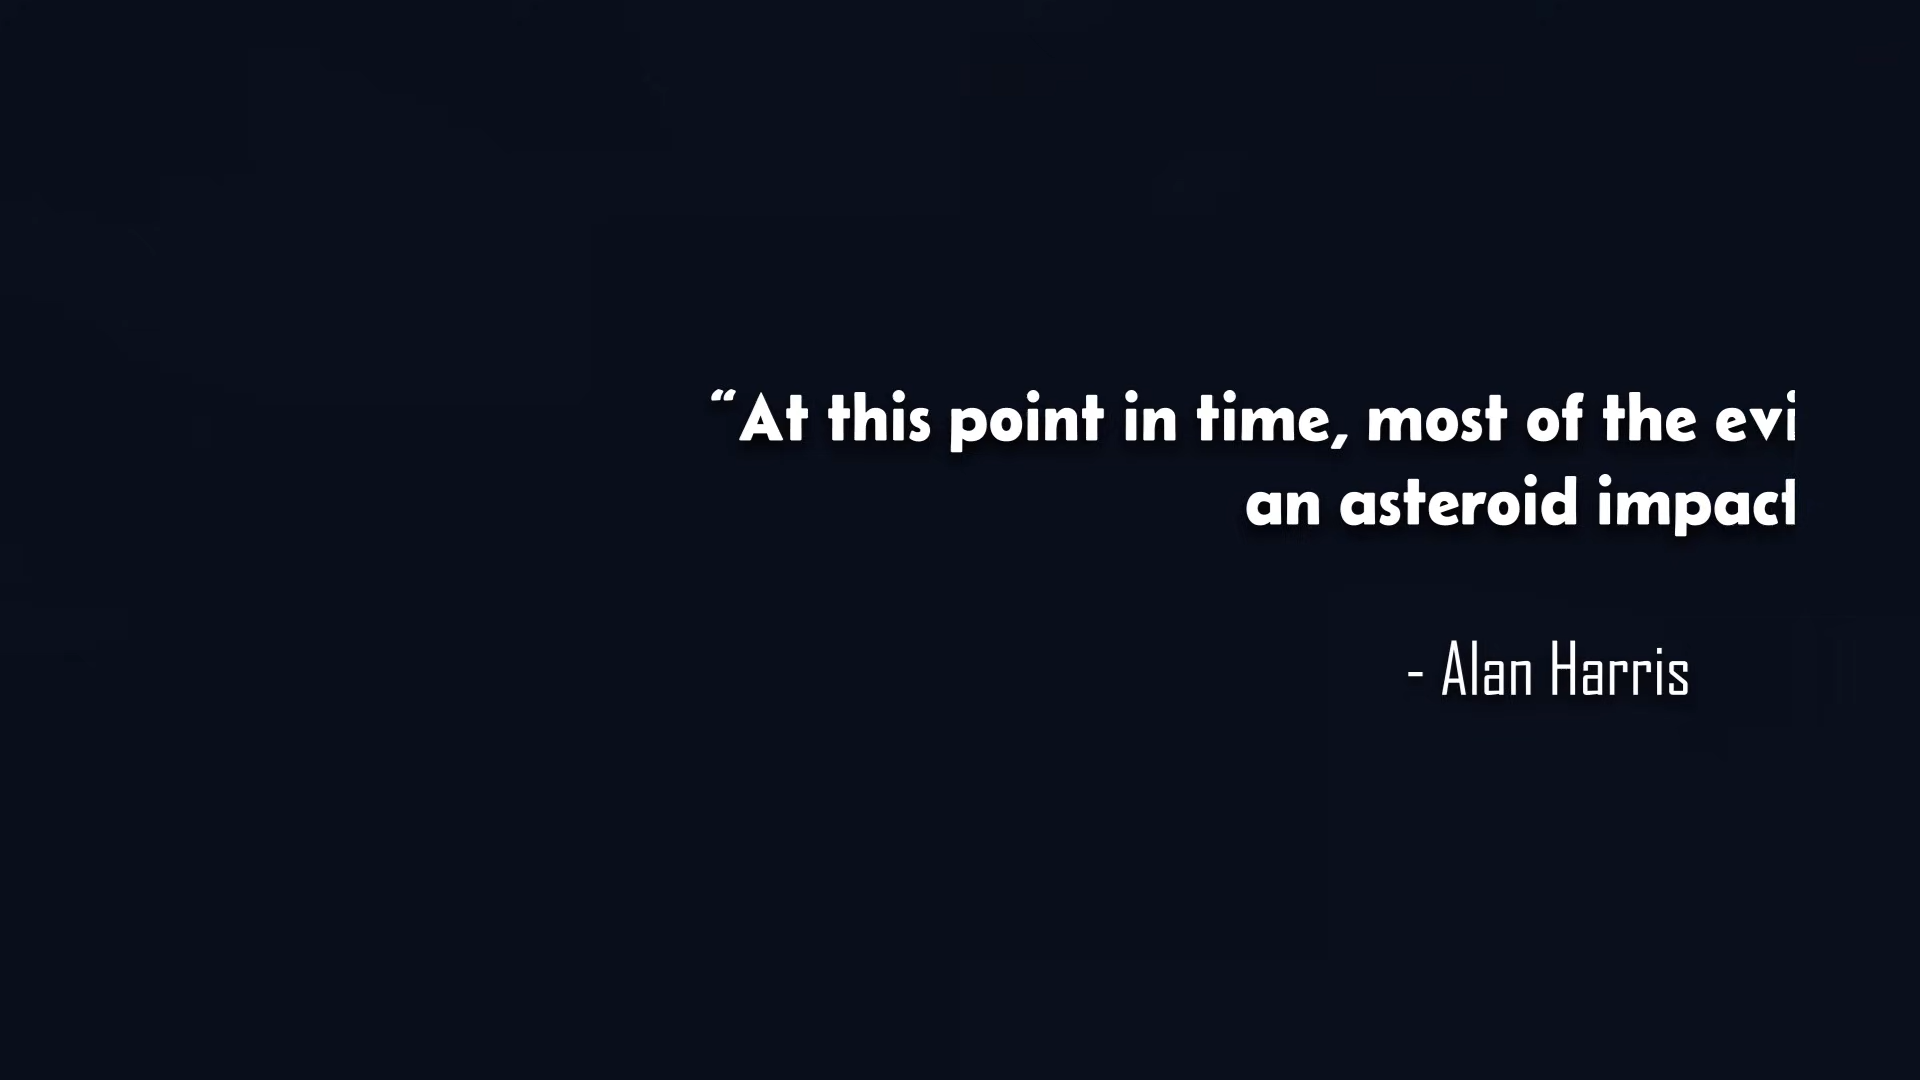 “At this point in time, most of the evi
an asteroid impact
- Alan Harris